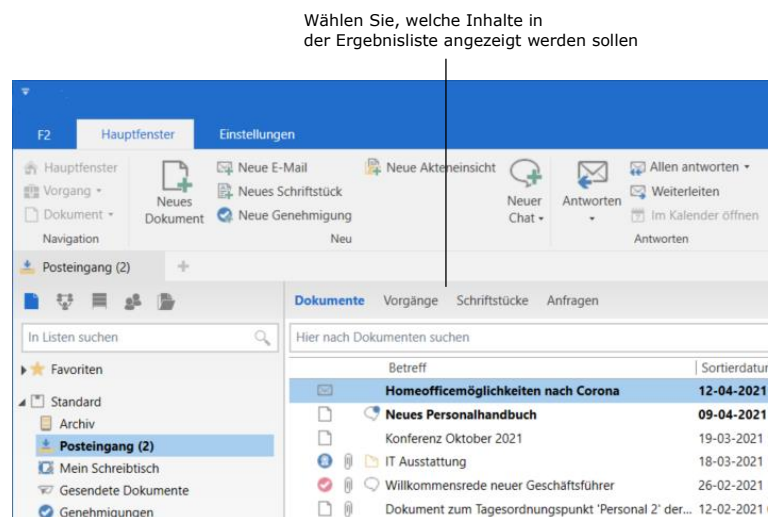 Wählen Sie, welche Inhalte in
der Ergebnisliste angezeigt werden sollen
F2 Hauptfenster Einstellungen
Hauptfenster
Vorgang
Dokument
Navigation
Neues
Dokument
Neue E-Mail
Neues Schriftstück
Neue Genehmigung
Neue Akteneinsicht
Neu
Neuer
Chat
Antworten
Allen antworten
Weiterleiten
Im Kalender öffnen
Antworten
Posteingang (2)
In Listen suchen
Favoriten
Standard
Archiv
Posteingang (2)
Mein Schreibtisch
Gesendete Dokumente
Genehmigungen
Dokumente Vorgänge Schriftstücke Anfragen
Hier nach Dokumenten suchen
Betreff Sortierdatum
Homeofficemöglichkeiten nach Corona 12-04-2021
Neues Personalhandbuch 09-04-2021
Konferenz Oktober 2021 19-03-2021
IT Ausstattung 18-03-2021
Willkommensrede neuer Geschäftsführer 26-02-2021
Dokument zum Tagesordnungspunkt 'Personal 2' der... 12-02-2021